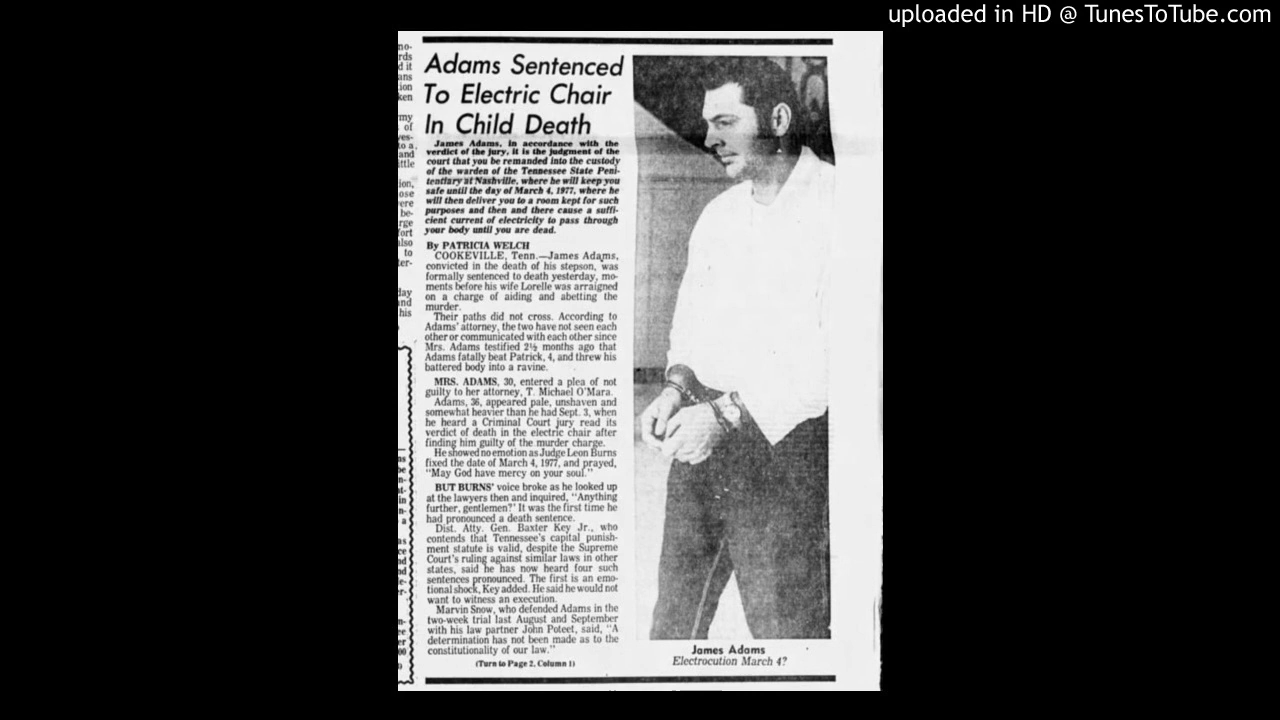 uploaded in HD @ TunesToTube.com
Adams Sentenced
To Electric Chair
In Child Death
James Adams, in accordance with the
verdict of the jury, it is the judgment of the
court that you be remanded into the custody
of the warden of the Tennessee State Peni-
tentiary at Nashville, where he will keep you
safe until the day of March 4, 1977, where he
will then deliver you to a room kept for such
purposes and then and there cause a suffi-
cient current of electricity to pass through
your body until you are dead.
By PATRICIA WELCH
COOKEVILLE, Tenn.—James Adams,
convicted in the death of his stepson, was
formally sentenced to death yesterday, mo-
ments before his wife Lorelle was arraigned
on a charge of aiding and abetting the
murder.
Their paths did not cross. According to
Adams' attorney, the two have not seen each
other or communicated with each other since
Mrs. Adams testified 2½ months ago that
Adams fatally beat Patrick, 4, and threw his
battered body into a ravine.
MRS. ADAMS, 30, entered a plea of not
guilty to her attorney, T. Michael O'Mara.
Adams, 36, appeared pale, unshaven and
somewhat heavier than he had Sept. 3, when
he heard a Criminal Court jury read its
verdict of death in the electric chair after
finding him guilty of the murder charge.
He showed no emotion as Judge Leon Burns
fixed the date of March 4, 1977, and prayed,
"May God have mercy on your soul."
BUT BURNS' voice broke as he looked up
at the lawyers then and inquired, "Anything
further, gentlemen?' It was the first time he
had pronounced a death sentence.
Dist. Atty. Gen. Baxter Key Jr., who
contends that Tennessee's capital punish-
ment statute is valid, despite the Supreme
Court's ruling against similar laws in other
states, said he has now heard four such
sentences pronounced. The first is an emo-
tional shock, Key added. He said he would not
want to witness an execution.
Marvin Snow, who defended Adams in the
two-week trial last August and September
with his law partner John Poteet, said, "A
determination has not been made as to the
constitutionality of our law."
(Turn to Page 2, Column 1)
James Adams
Electrocution March 4?